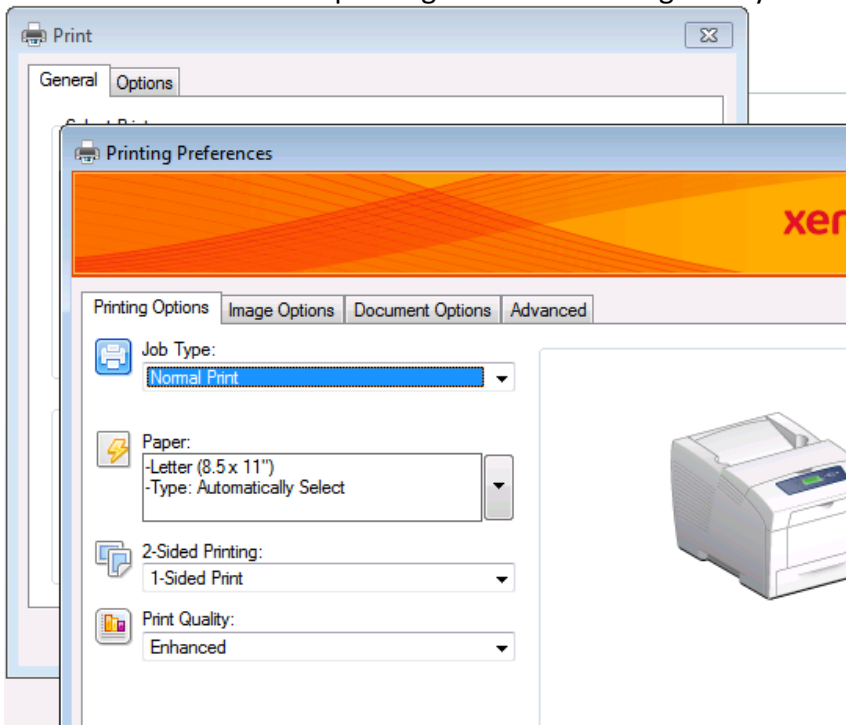 Print
General Options
Printing Preferences
xer
Printing Options Image Options Document Options Advanced
Job Type:
Normal Print
Paper:
-Letter (8.5 x 11")
-Type: Automatically Select
2-Sided Printing:
1-Sided Print
Print Quality:
Enhanced